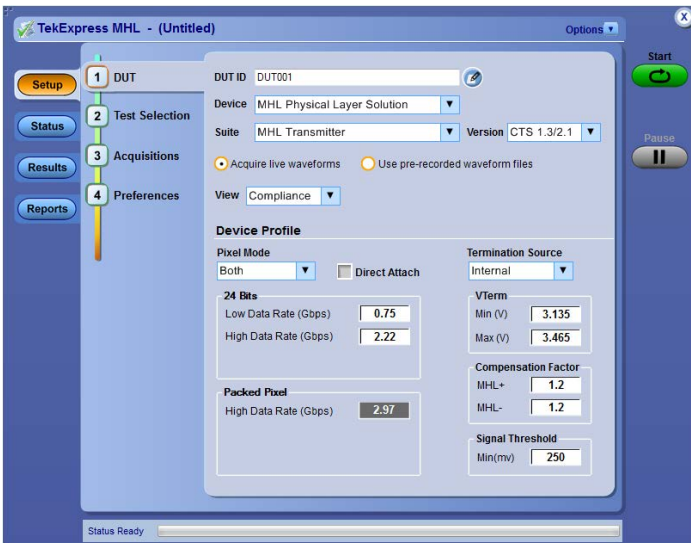 TekExpress MHL - (Untitled)
Options
x
Start
Setup
Status
Results
Reports
1 DUT
2 Test Selection
3 Acquisitions
4 Preferences
DUT ID DUT001
Device MHL Physical Layer Solution
Suite MHL Transmitter Version CTS 1.3/2.1
Acquire live waveforms Use pre-recorded waveform files
View Compliance
Pause
Device Profile
Pixel Mode
Both Direct Attach
Termination Source
Internal
24 Bits
Low Data Rate (Gbps) 0.75
High Data Rate (Gbps) 2.22
Packed Pixel
High Data Rate (Gbps) 2.97
VTerm
Min (V) 3.135
Max (V) 3.465
Compensation Factor
MHL+ 1.2
MHL- 1.2
Signal Threshold
Min(mv) 250
Status Ready